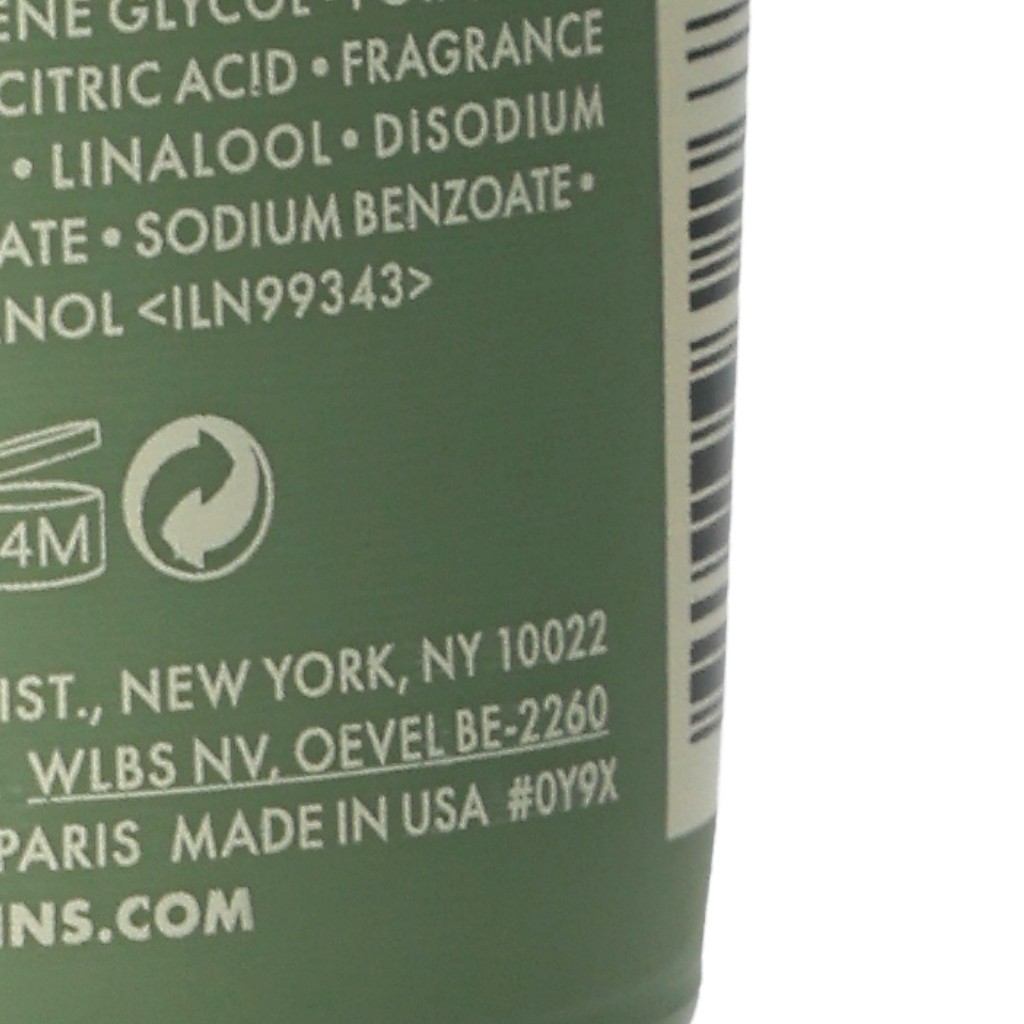 ENE GLYCOL •
CITRIC ACID • FRAGRANCE
• LINALOOL • DISODIUM
ATE • SODIUM BENZOATE •
NOL <ILN99343>
4M
IST., NEW YORK, NY 10022
WLBS NV, OEVEL BE-2260
PARIS MADE IN USA #0Y9X
INS.COM